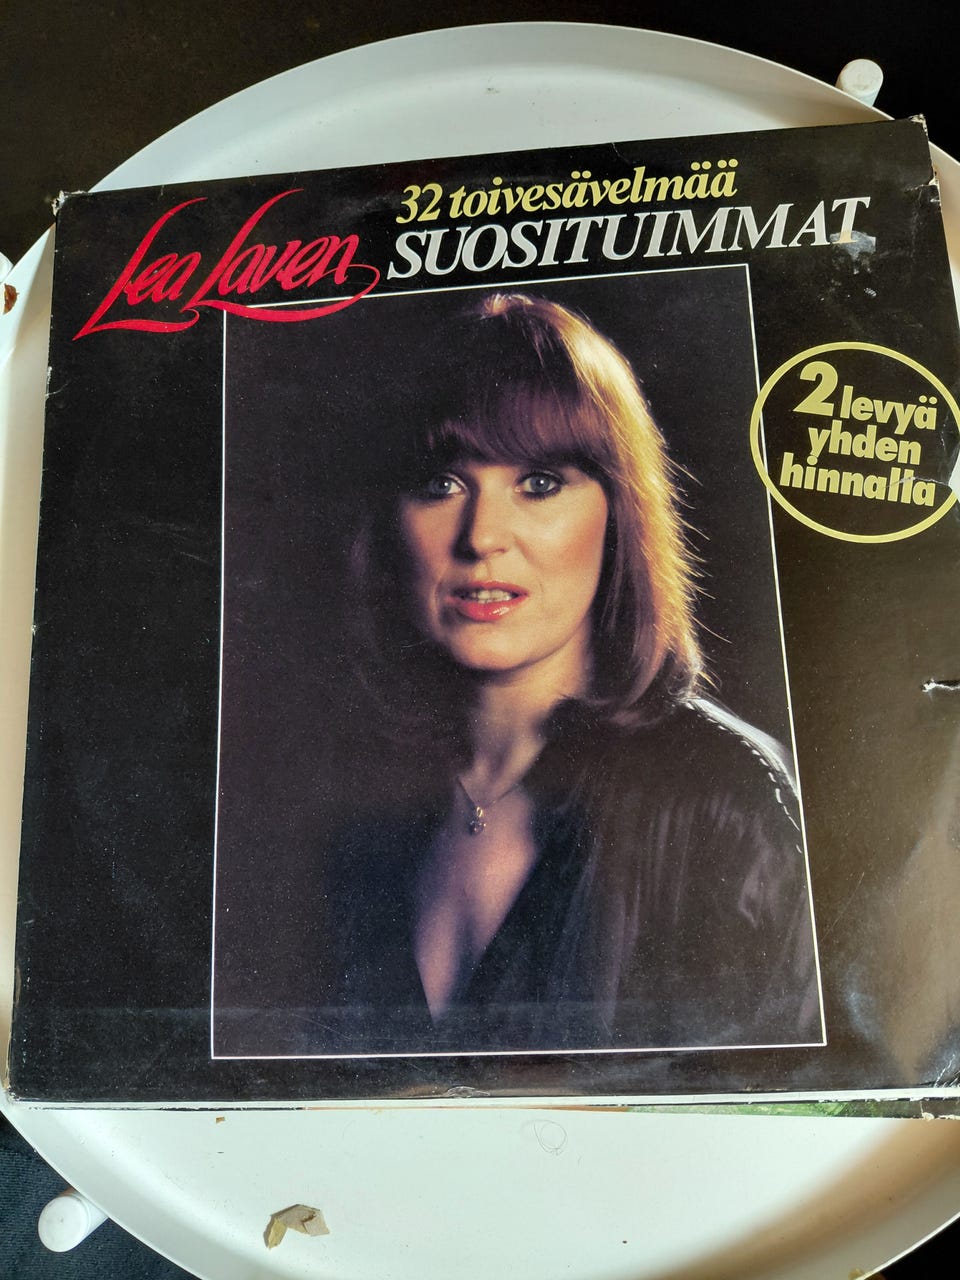 Lea Laven
32 toivesävelmää
SUOSITUIMMAT
2 levyä
yhden
hinnalla